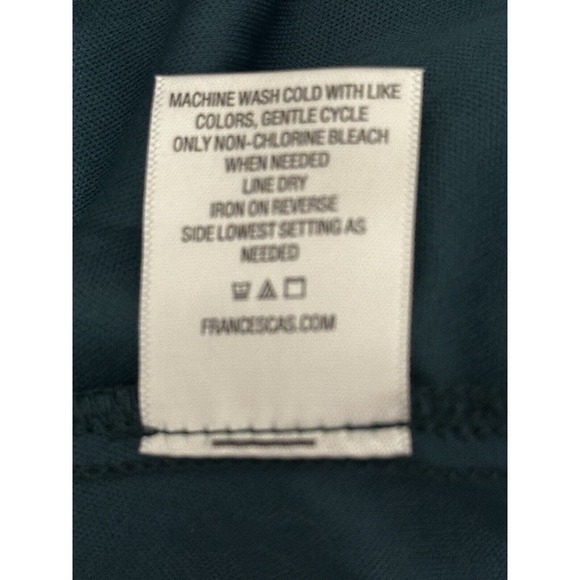 MACHINE WASH COLD WITH LIKE
COLORS, GENTLE CYCLE
ONLY NON-CHLORINE BLEACH
WHEN NEEDED
LINE DRY
IRON ON REVERSE
SIDE LOWEST SETTING AS
NEEDED
FRANCESCAS.COM